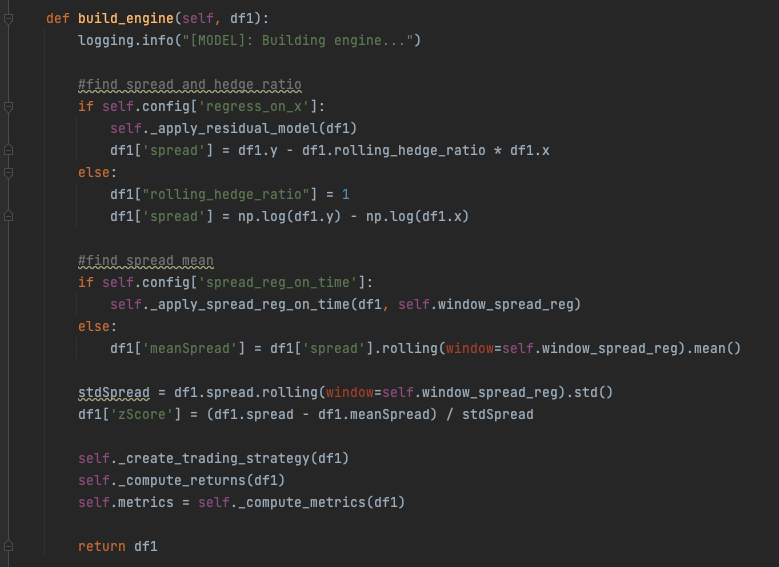 def build_engine(self, df1):
    logging.info("[MODEL]: Building engine...")

    #find spread and hedge ratio
    if self.config['regress_on_x']:
        self._apply_residual_model(df1)
        df1['spread'] = df1.y - df1.rolling_hedge_ratio * df1.x
    else:
        df1["rolling_hedge_ratio"] = 1
        df1['spread'] = np.log(df1.y) - np.log(df1.x)

    #find spread mean
    if self.config['spread_reg_on_time']:
        self._apply_spread_reg_on_time(df1, self.window_spread_reg)
    else:
        df1['meanSpread'] = df1['spread'].rolling(window=self.window_spread_reg).mean()

    stdSpread = df1.spread.rolling(window=self.window_spread_reg).std()
    df1['zScore'] = (df1.spread - df1.meanSpread) / stdSpread

    self._create_trading_strategy(df1)
    self._compute_returns(df1)
    self.metrics = self._compute_metrics(df1)

    return df1